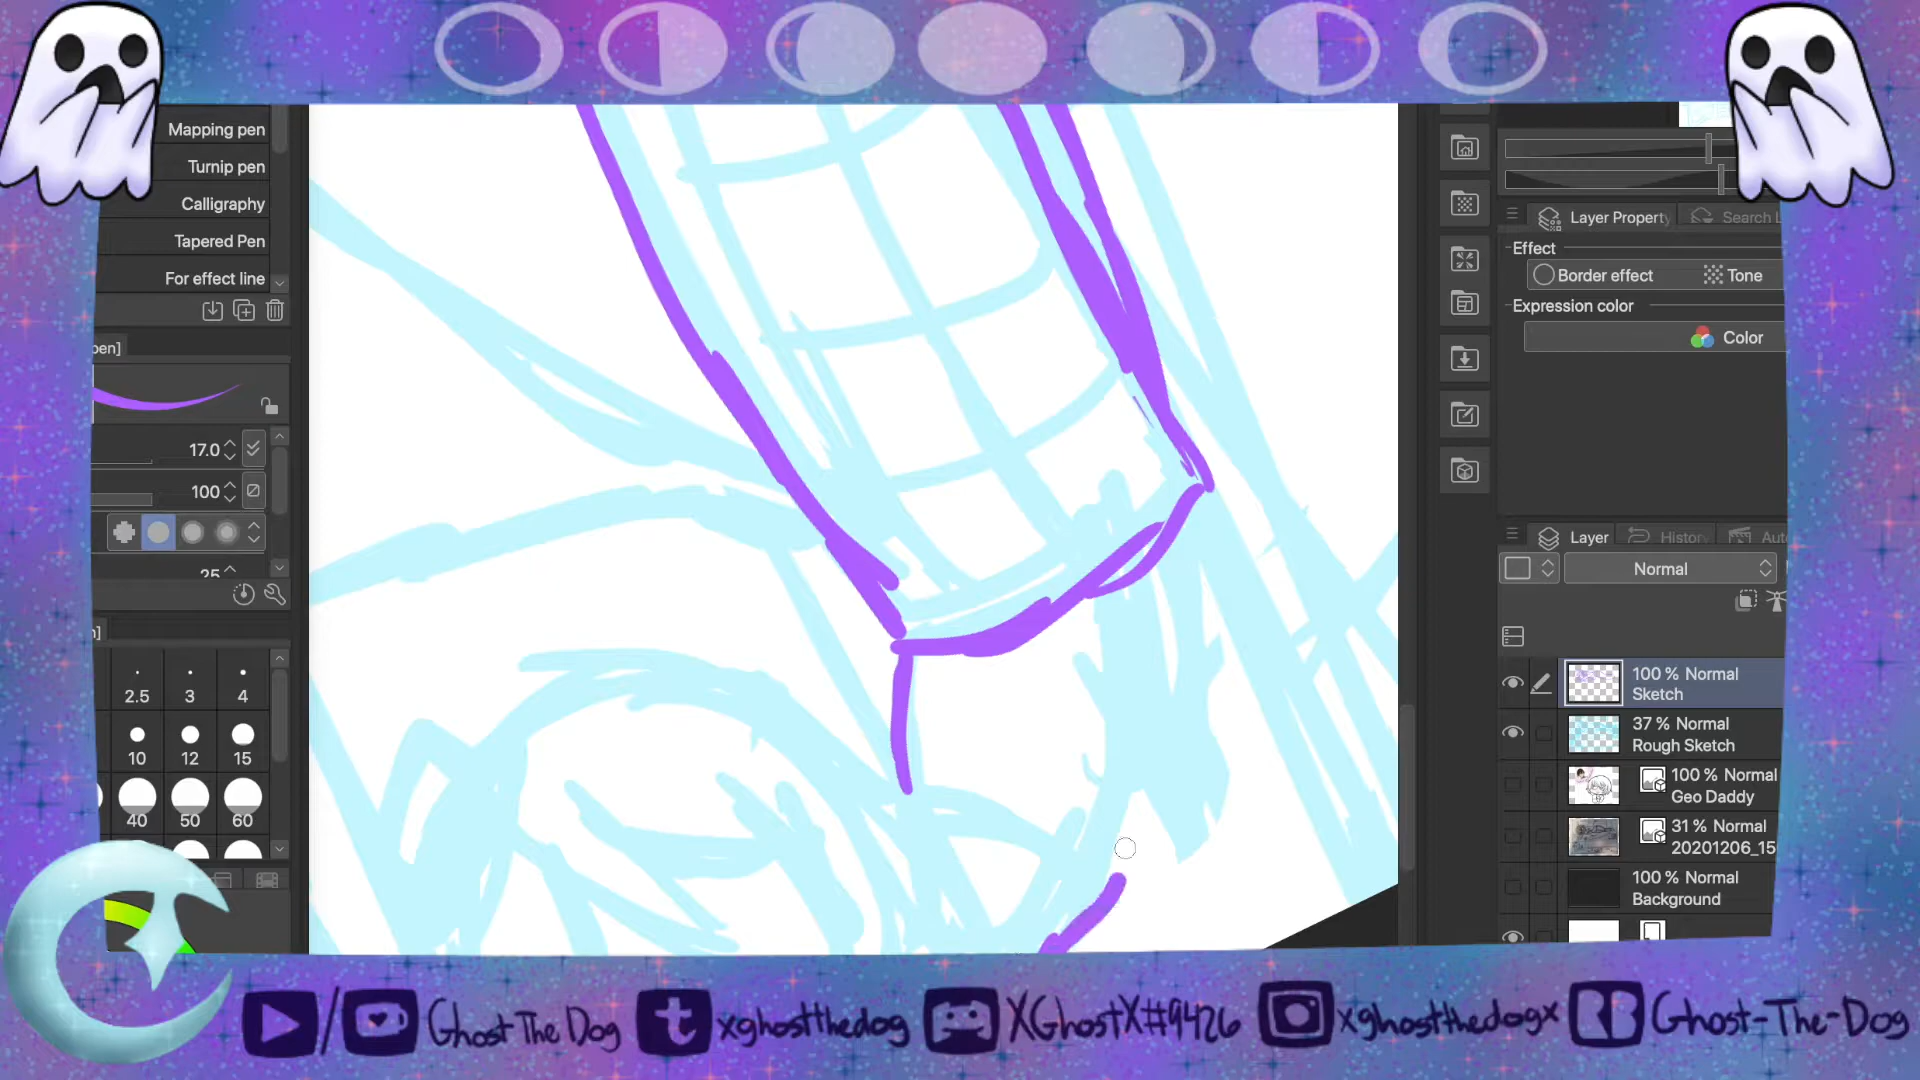 Mapping pen
Turnip pen
Calligraphy
Tapered Pen
For effect line
pen]
17.0
100
25
2.5 3 4
10 12 15
40 50 60
Layer Property Search L
Effect
Border effect Tone
Expression color
Color
Layer History Aut
Normal
100 % Normal
Sketch
37 % Normal
Rough Sketch
100 % Normal
Geo Daddy
31 % Normal
20201206_15
100 % Normal
Background
/ Ghost The Dog t xghostthedog XGhostX#9426 xghostthedogx Ghost-The-Dog